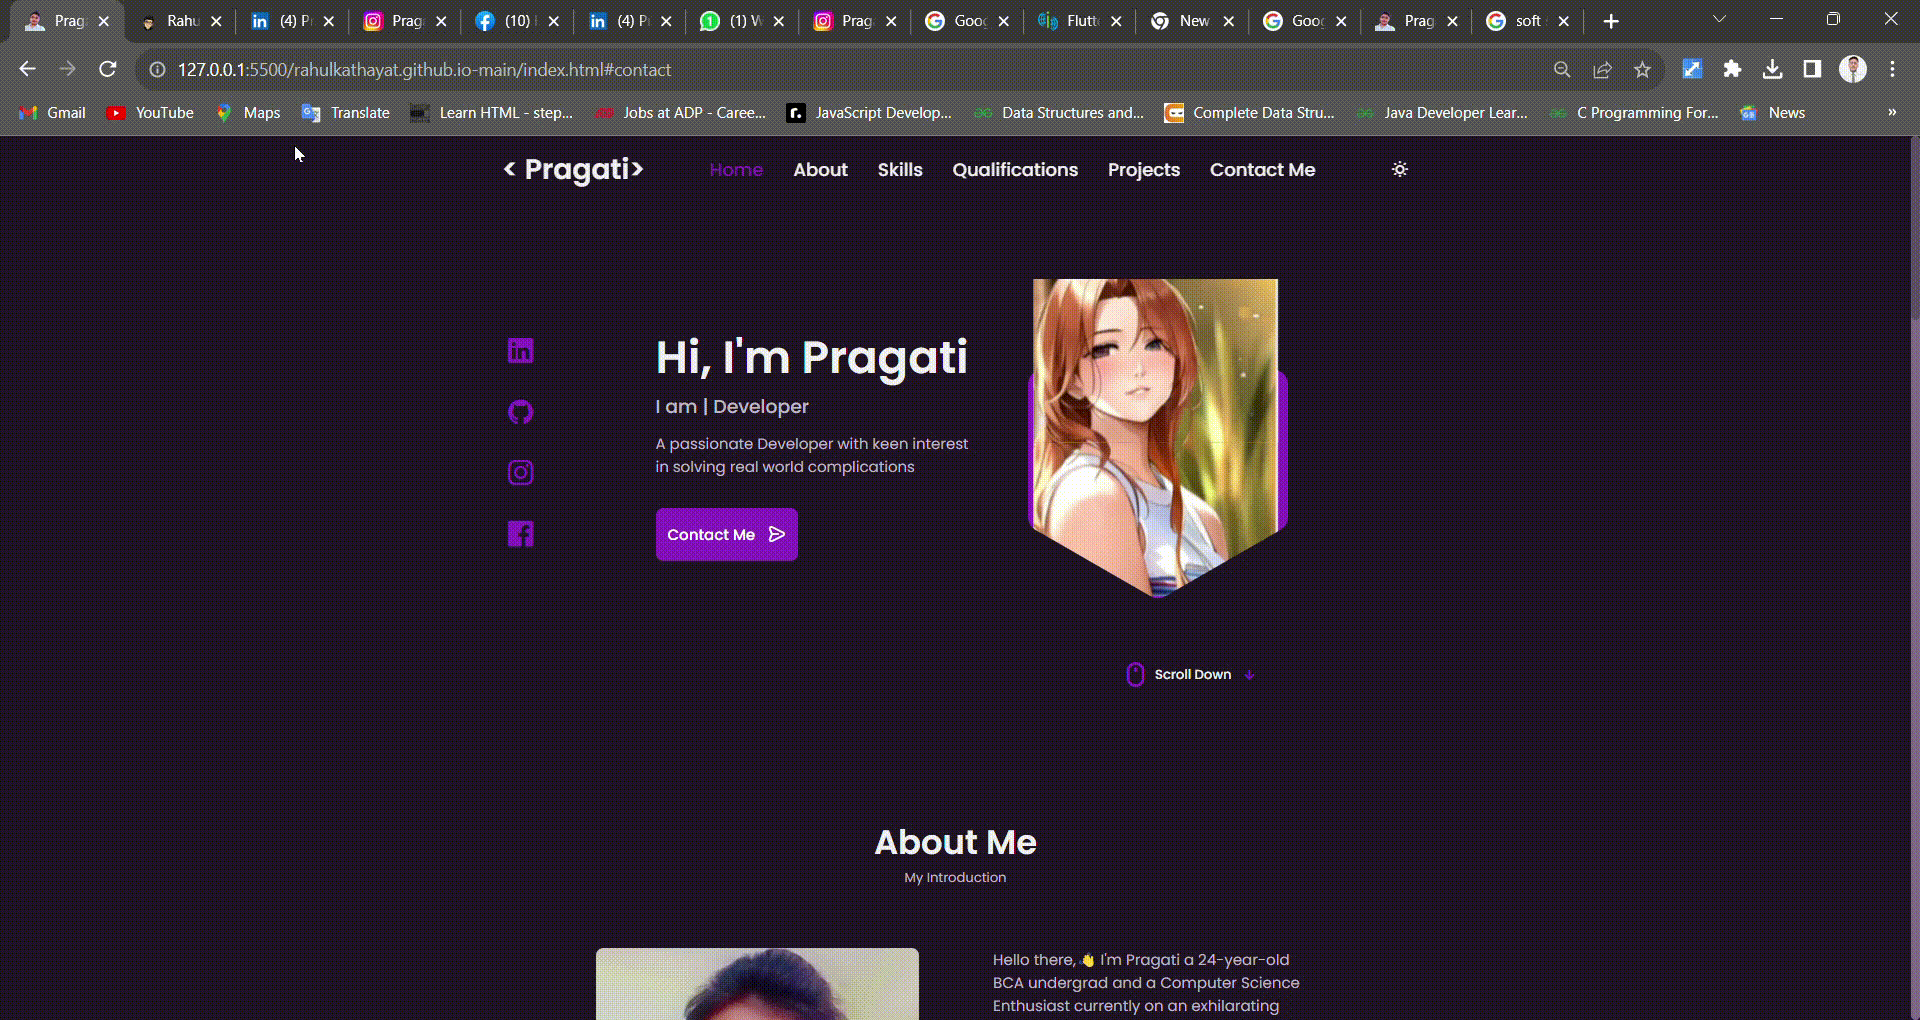 Prag
Rahu
(4) P
Prag
(10)
(4) P
(1) W
Prag
Goog
Flutt
New
Goog
Prag
soft
127.0.0.1:5500/rahulkathayat.github.io-main/index.html#contact
Gmail
YouTube
Maps
Translate
Learn HTML - step...
Jobs at ADP - Caree...
JavaScript Develop...
Data Structures and...
Complete Data Stru...
Java Developer Lear...
C Programming For...
News
»
< Pragati>
Home
About
Skills
Qualifications
Projects
Contact Me
Hi, I'm Pragati
I am | Developer
A passionate Developer with keen interest
in solving real world complications
Contact Me
Scroll Down
About Me
My Introduction
Hello there,👋 I'm Pragati a 24-year-old
BCA undergrad and a Computer Science
Enthusiast currently on an exhilarating